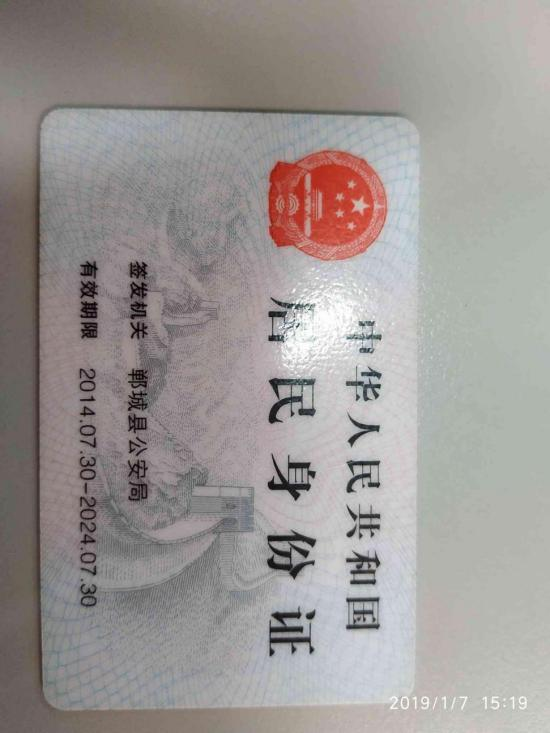 中华人民共和国
居民身份证
签发机关 郸城县公安局
有效期限 2014.07.30-2024.07.30
2019/1/7 15:19